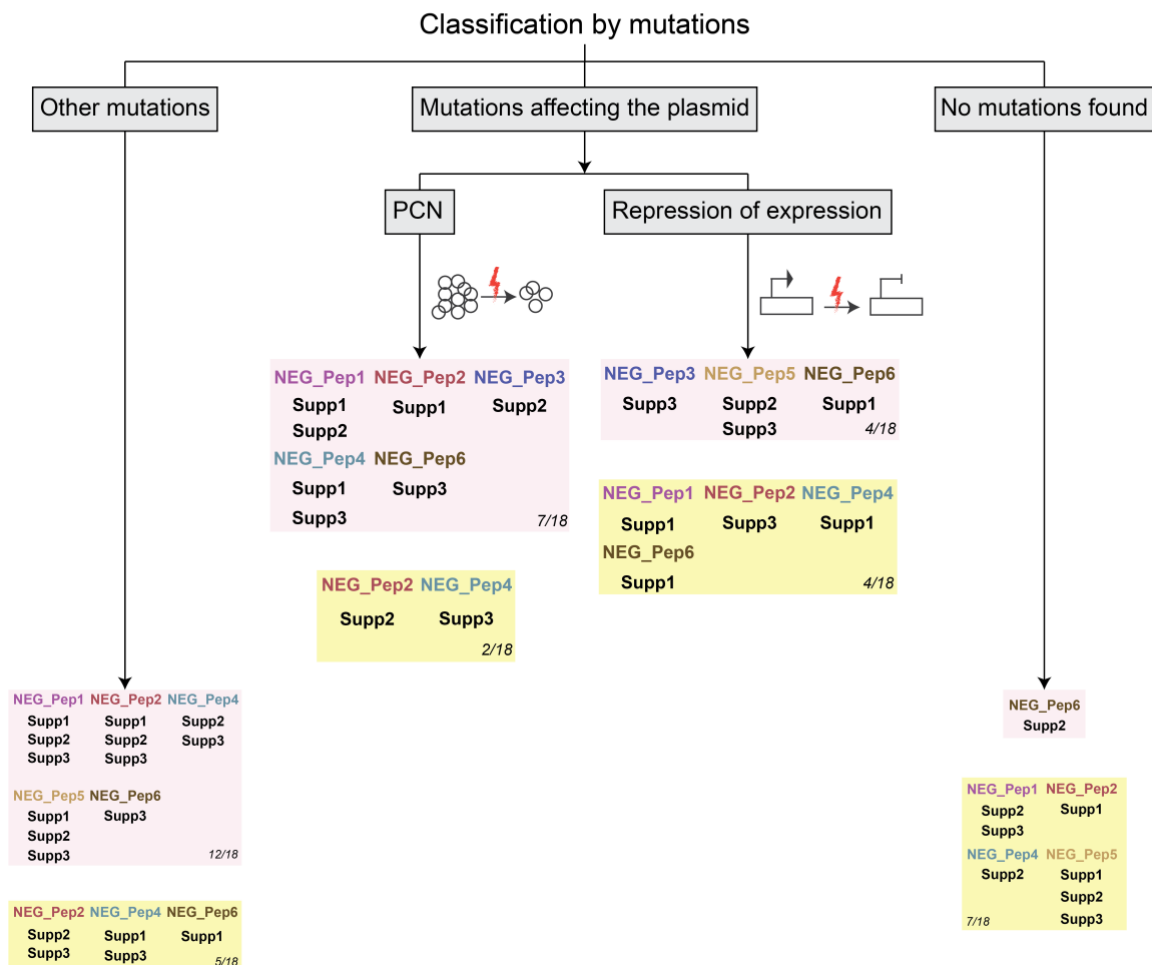 Classification by mutations
Other mutations
Mutations affecting the plasmid
No mutations found
PCN
Repression of expression
NEG_Pep1 NEG_Pep2 NEG_Pep3
Supp1 Supp1 Supp2
Supp2
NEG_Pep4 NEG_Pep6
Supp1 Supp3
Supp3
7/18
NEG_Pep2 NEG_Pep4
Supp2 Supp3
2/18
NEG_Pep3 NEG_Pep5 NEG_Pep6
Supp3 Supp2 Supp1
Supp3
4/18
NEG_Pep1 NEG_Pep2 NEG_Pep4
Supp1 Supp3 Supp1
NEG_Pep6
Supp1
4/18
NEG_Pep1 NEG_Pep2 NEG_Pep4
Supp1 Supp1 Supp2
Supp2 Supp2 Supp3
Supp3 Supp3
NEG_Pep5 NEG_Pep6
Supp1 Supp3
Supp2
Supp3
12/18
NEG_Pep2 NEG_Pep4 NEG_Pep6
Supp2 Supp1 Supp1
Supp3 Supp3
5/18
NEG_Pep6
Supp2
NEG_Pep1 NEG_Pep2
Supp2 Supp1
Supp3
NEG_Pep4 NEG_Pep5
Supp2 Supp1
Supp2
7/18 Supp3